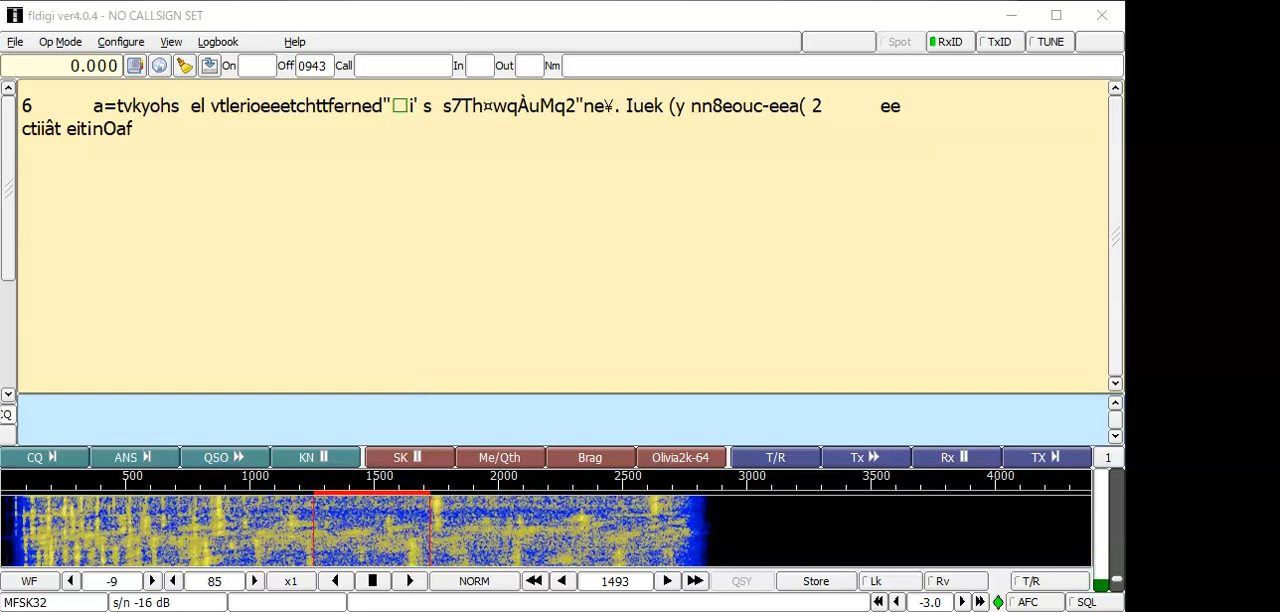 fldigi ver4.0.4 - NO CALLSIGN SET
File Op Mode Configure View Logbook Help Spot RxID TxID TUNE
0.000 On Off 0943 Call In Out Nm
6 a=tvkyohs el vtlerioeeetchttferned"□i' s s7Th¤wqÀuMq2"ne¥. Iuek (y nn8eouc-eea( 2 ee
ctiiât eitinOaf
CQ
CQ ANS QSO KN SK Me/Qth Brag Olivia2k-64 T/R Tx Rx TX 1
500 1000 1500 2000 2500 3000 3500 4000
WF -9 85 x1 NORM 1493 QSY Store Lk Rv T/R
MFSK32 s/n -16 dB -3.0 AFC SQL